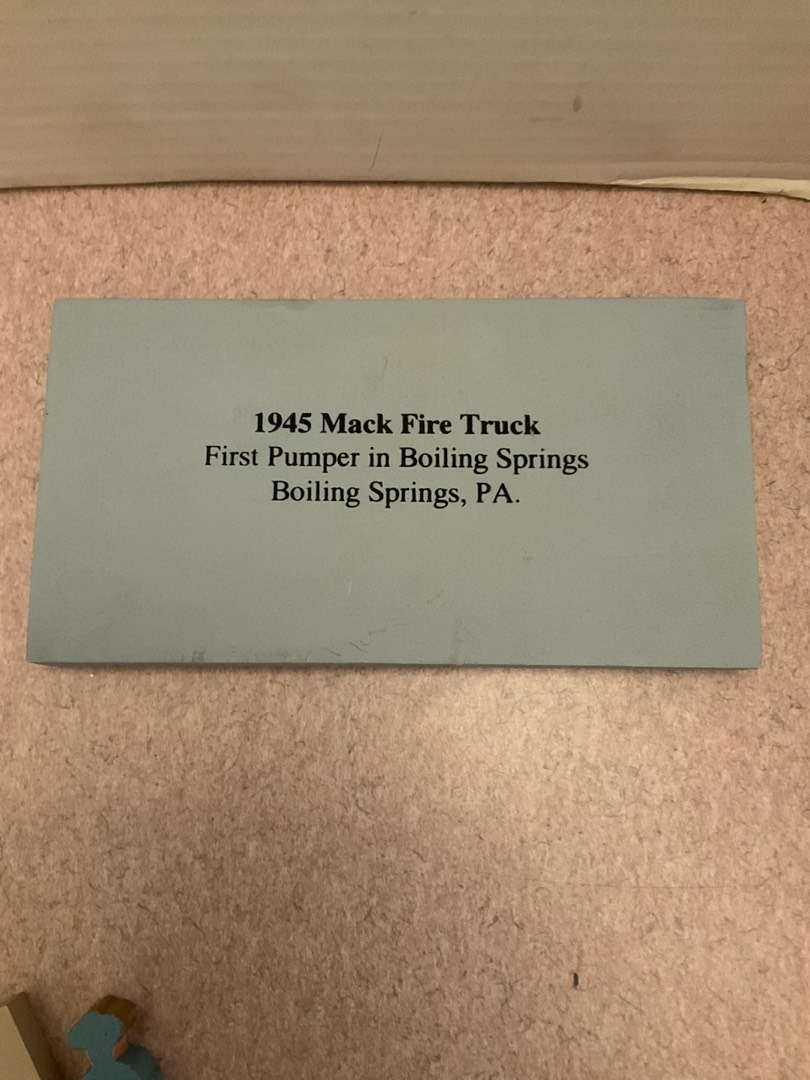 1945 Mack Fire Truck
First Pumper in Boiling Springs
Boiling Springs, PA.